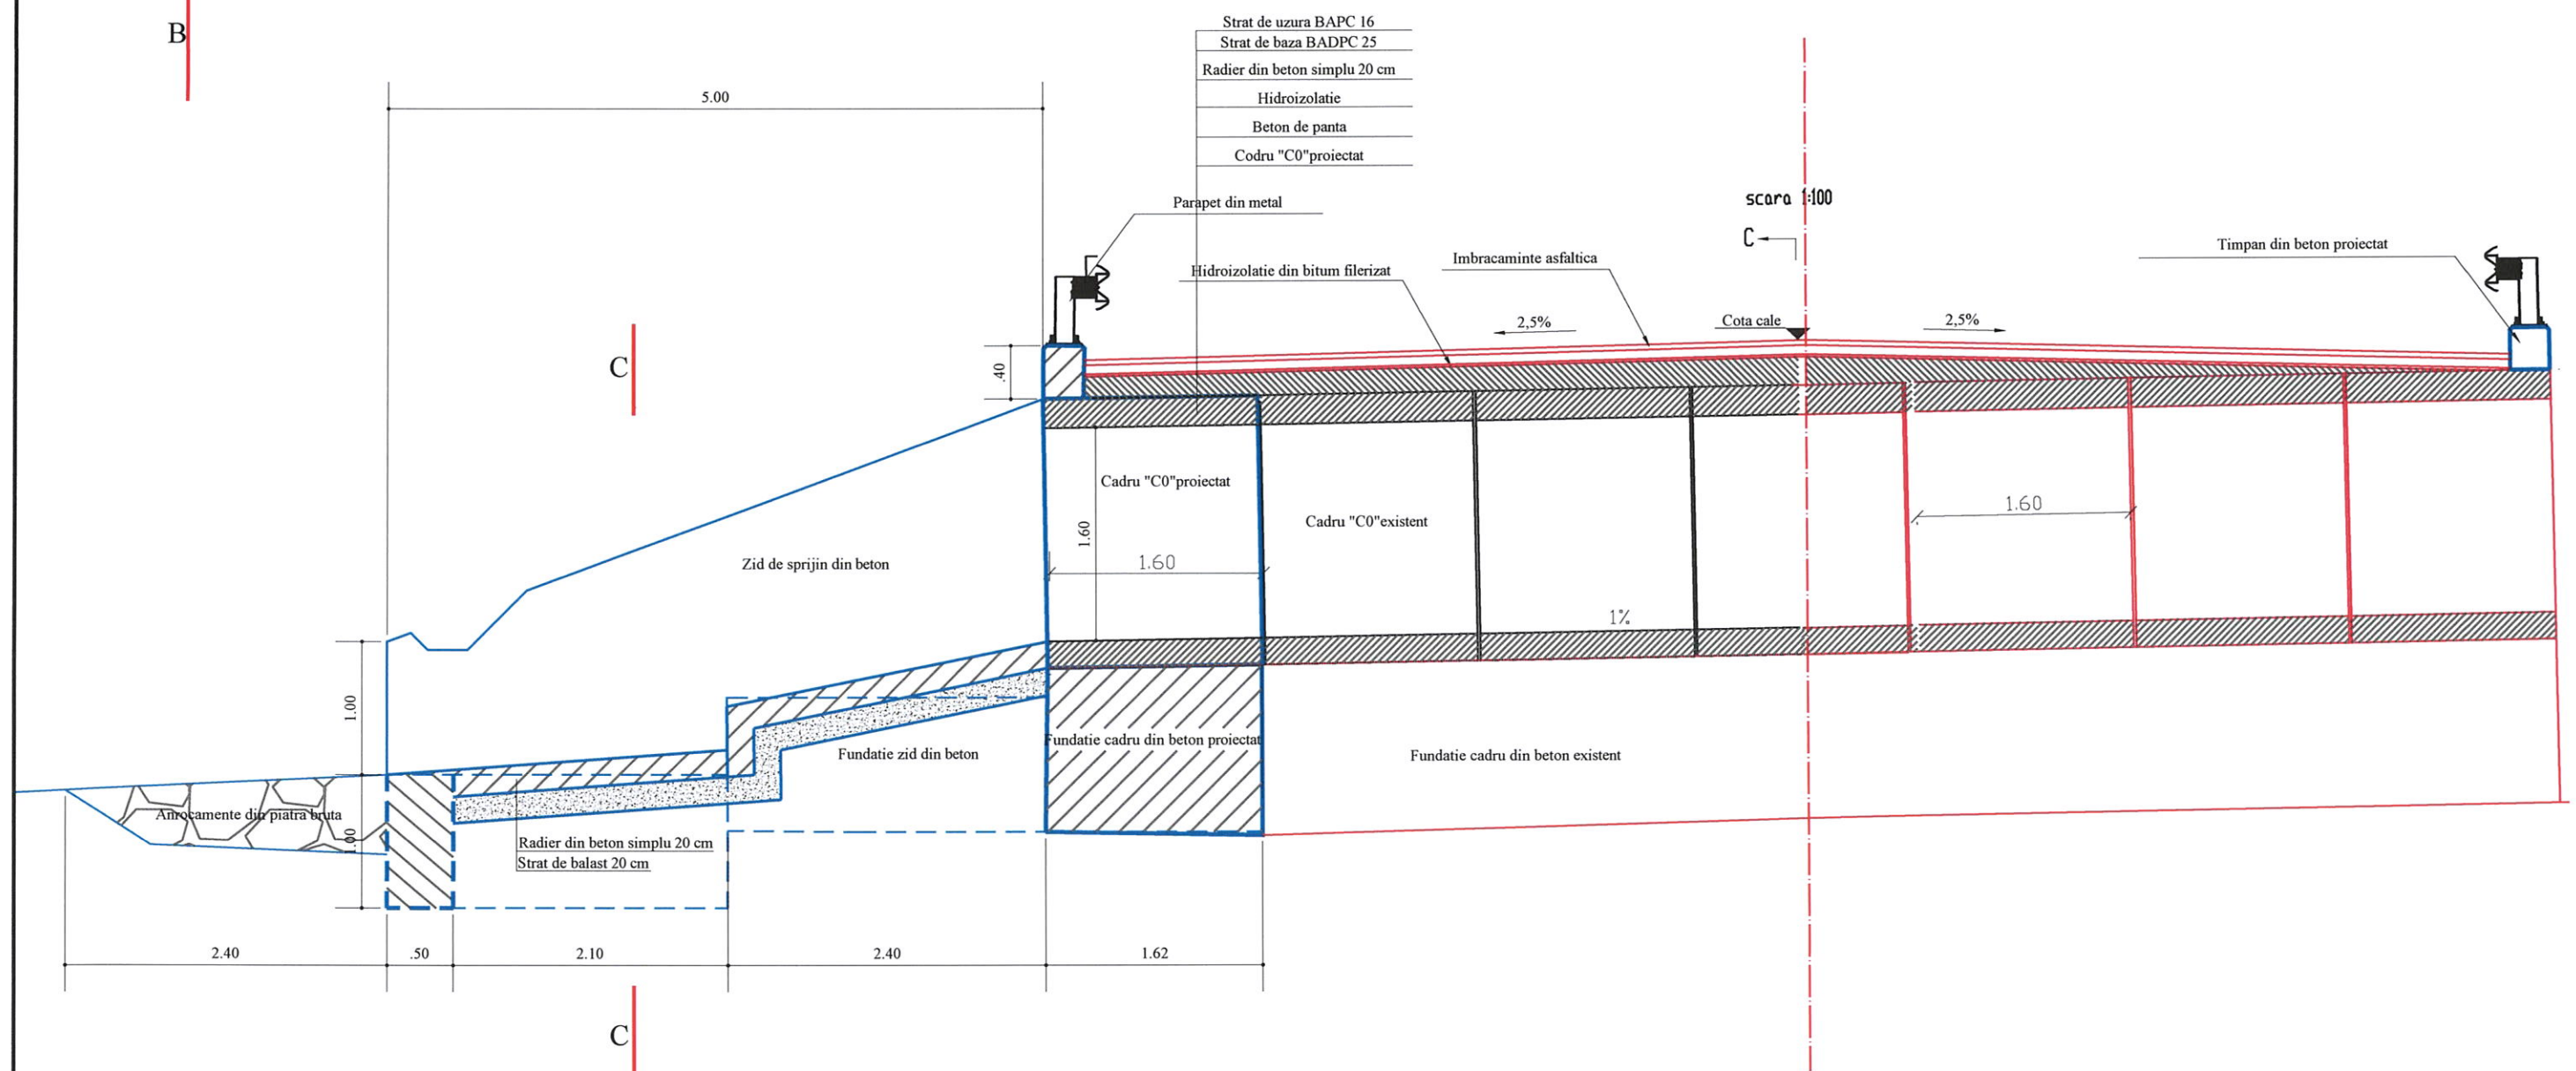 B
Strat de uzura BAPC 16
Strat de baza BADPC 25
Radier din beton simplu 20 cm
Hidroizolatie
Beton de panta
Codru "C0"proiectat
5.00
Parapet din metal
scara 1:100
C
Hidroizolatie din bitum filerizat
Imbracaminte asfaltica
Timpan din beton proiectat
2,5%
Cota cale
2,5%
C
.40
Cadru "C0"proiectat
1.60
Cadru "C0"existent
1.60
1.60
Zid de sprijin din beton
1%
1.00
Fundatie zid din beton
Fundatie cadru din beton proiectat
Fundatie cadru din beton existent
Anrocamente din piatra bruta
1.00
Radier din beton simplu 20 cm
Strat de balast 20 cm
2.40
.50
2.10
2.40
1.62
C